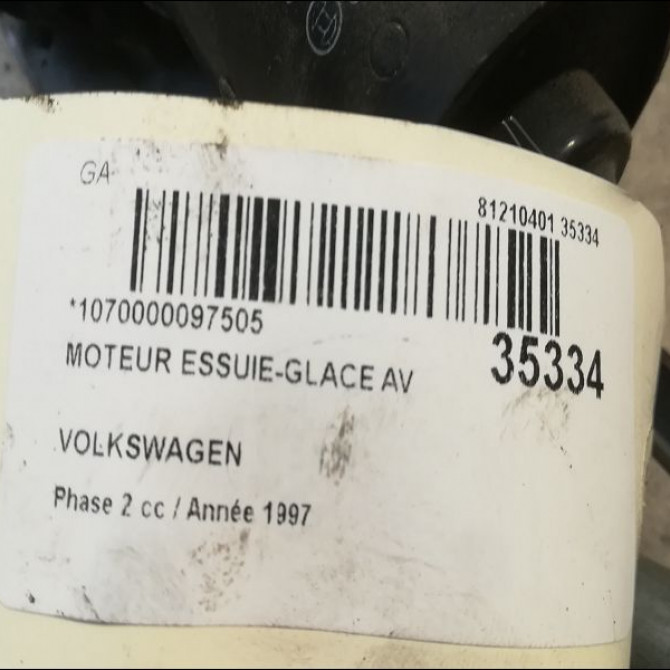 GA
81210401 35334
*1070000097505
35334
MOTEUR ESSUIE-GLACE AV
VOLKSWAGEN
Phase 2 cc / Année 1997